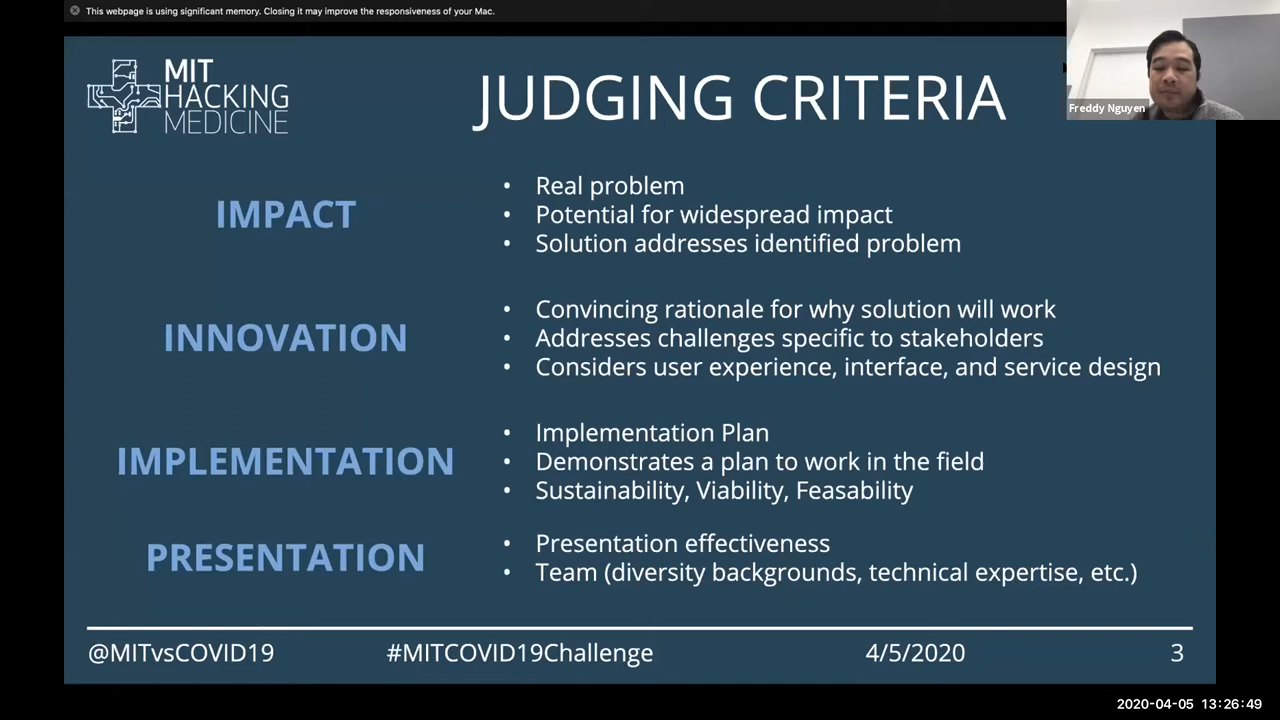 This webpage is using significant memory. Closing it may improve the responsiveness of your Mac.
MIT
HACKING
MEDICINE
JUDGING CRITERIA
Freddy Nguyen
IMPACT
• Real problem
• Potential for widespread impact
• Solution addresses identified problem
INNOVATION
• Convincing rationale for why solution will work
• Addresses challenges specific to stakeholders
• Considers user experience, interface, and service design
IMPLEMENTATION
• Implementation Plan
• Demonstrates a plan to work in the field
• Sustainability, Viability, Feasability
PRESENTATION
• Presentation effectiveness
• Team (diversity backgrounds, technical expertise, etc.)
@MITvsCOVID19 #MITCOVID19Challenge 4/5/2020 3
2020-04-05 13:26:49